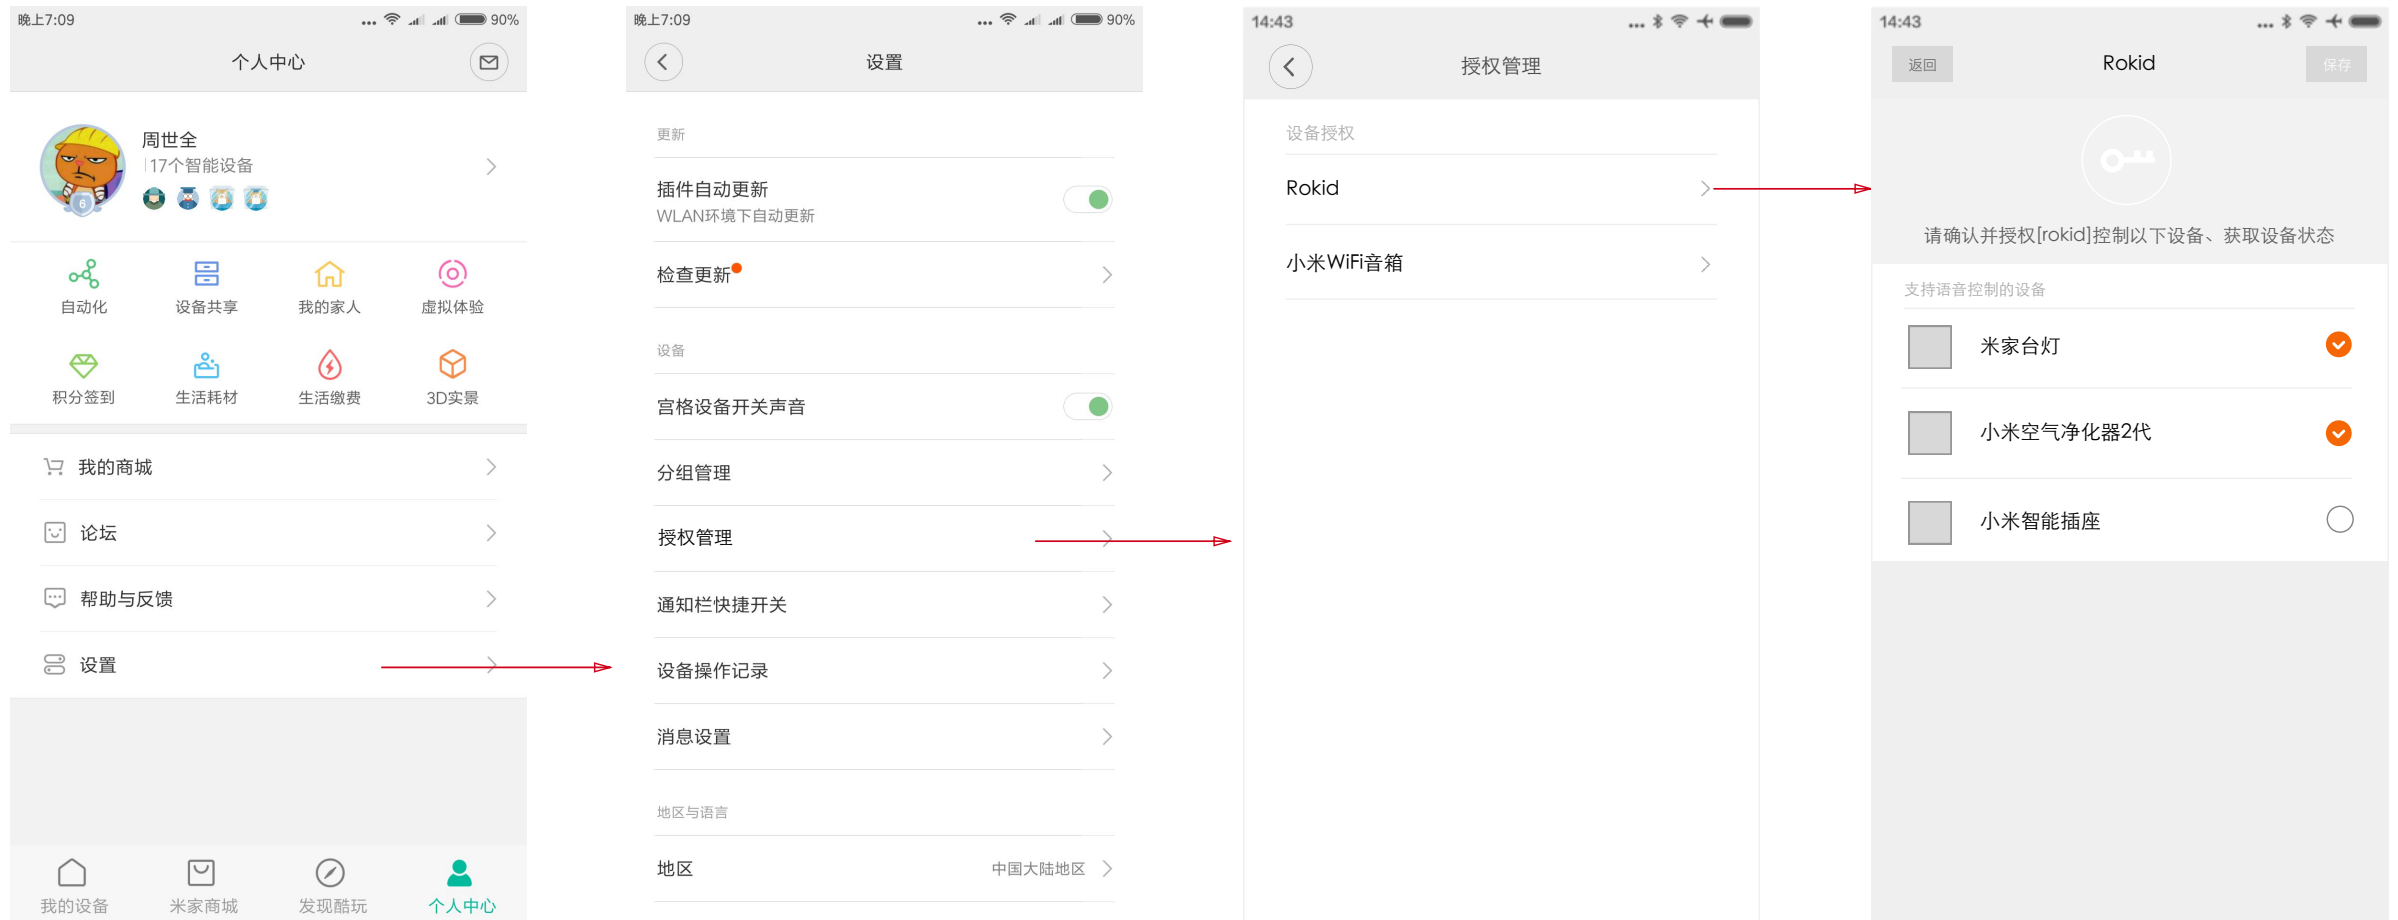 晚上7:09
90%
个人中心
周世全
117个智能设备
6
自动化
设备共享
我的家人
虚拟体验
积分签到
生活耗材
生活缴费
3D实景
我的商城
论坛
帮助与反馈
设置
我的设备
米家商城
发现酷玩
个人中心
晚上7:09
90%
设置
更新
插件自动更新
WLAN环境下自动更新
检查更新
设备
宫格设备开关声音
分组管理
授权管理
通知栏快捷开关
设备操作记录
消息设置
地区与语言
地区
中国大陆地区
14:43
授权管理
设备授权
Rokid
小米WiFi音箱
14:43
返回
Rokid
保存
请确认并授权[rokid]控制以下设备、获取设备状态
支持语音控制的设备
米家台灯
小米空气净化器2代
小米智能插座